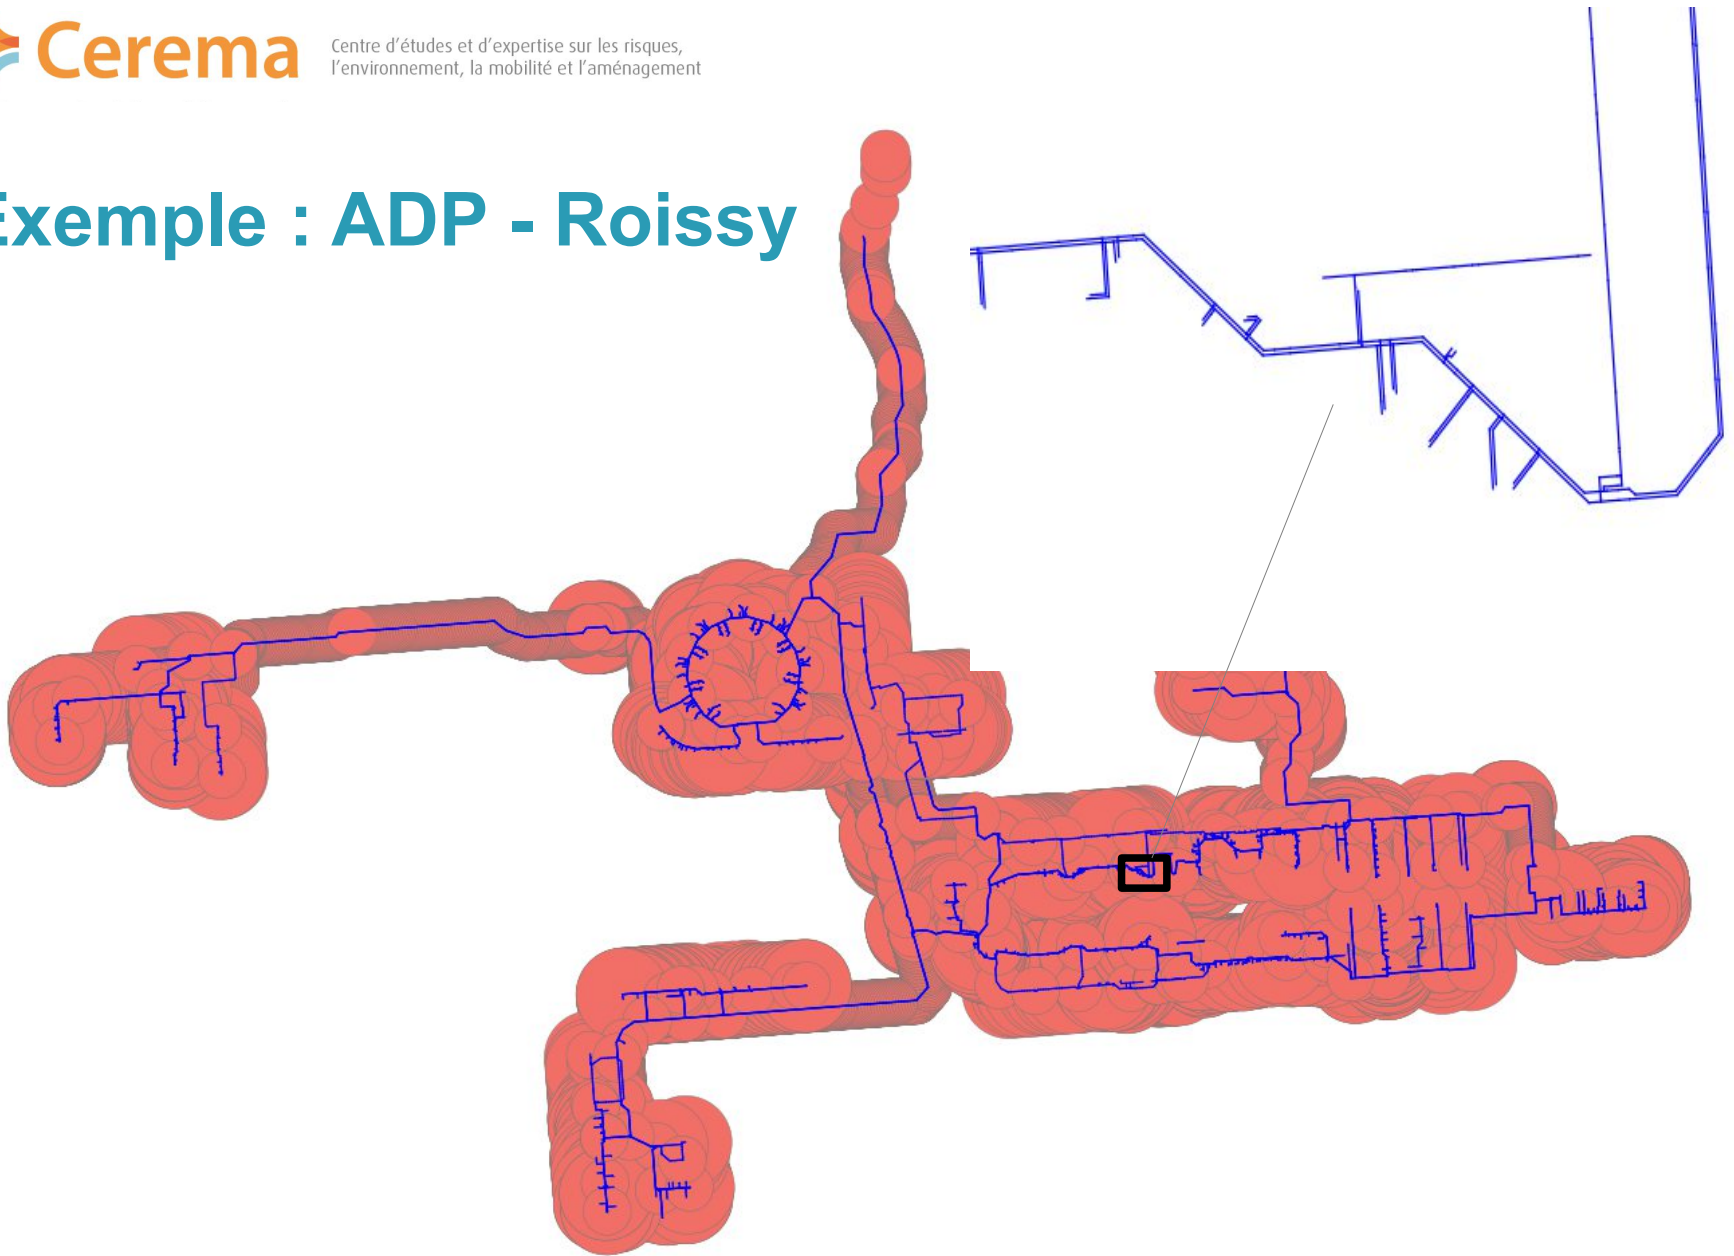 Cerema
Centre d'études et d'expertise sur les risques,
l'environnement, la mobilité et l'aménagement
Exemple : ADP - Roissy